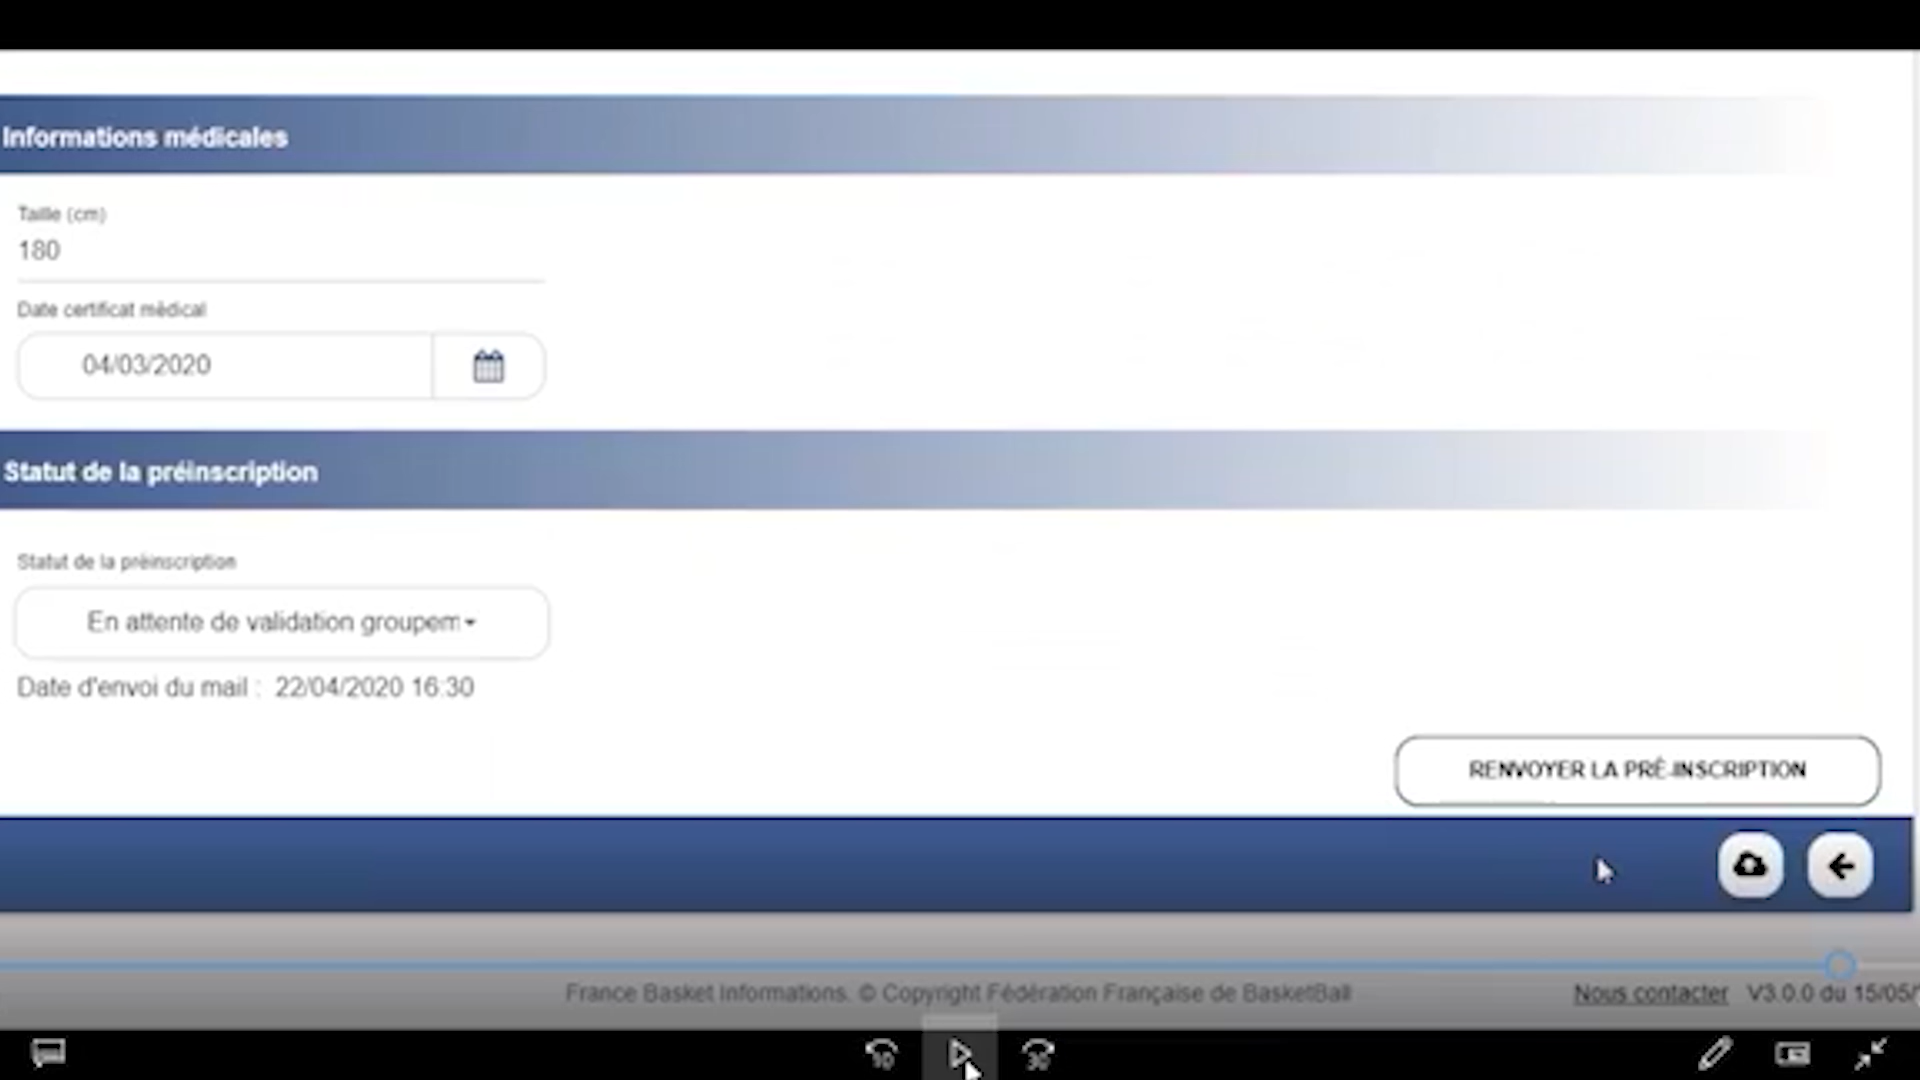 Informations médicales
Taille (cm)
180
Date certificat médical
04/03/2020
Statut de la préinscription
Statut de la préinscription
En attente de validation groupem
Date d'envoi du mail : 22/04/2020 16:30
RENVOYER LA PRÉ-INSCRIPTION
France Basket Informations. © Copyright Fédération Française de BasketBall
Nous contacter V3.0.0 du 15/05/
10
30